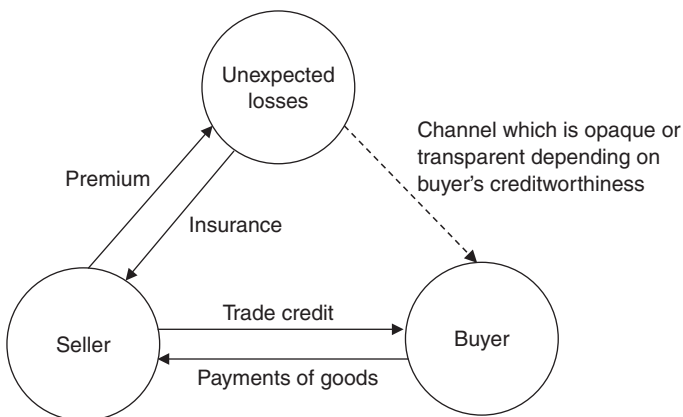 Unexpected
losses
Channel which is opaque or
transparent depending on
buyer's creditworthiness
Premium
Insurance
Trade credit
Seller
Buyer
Payments of goods